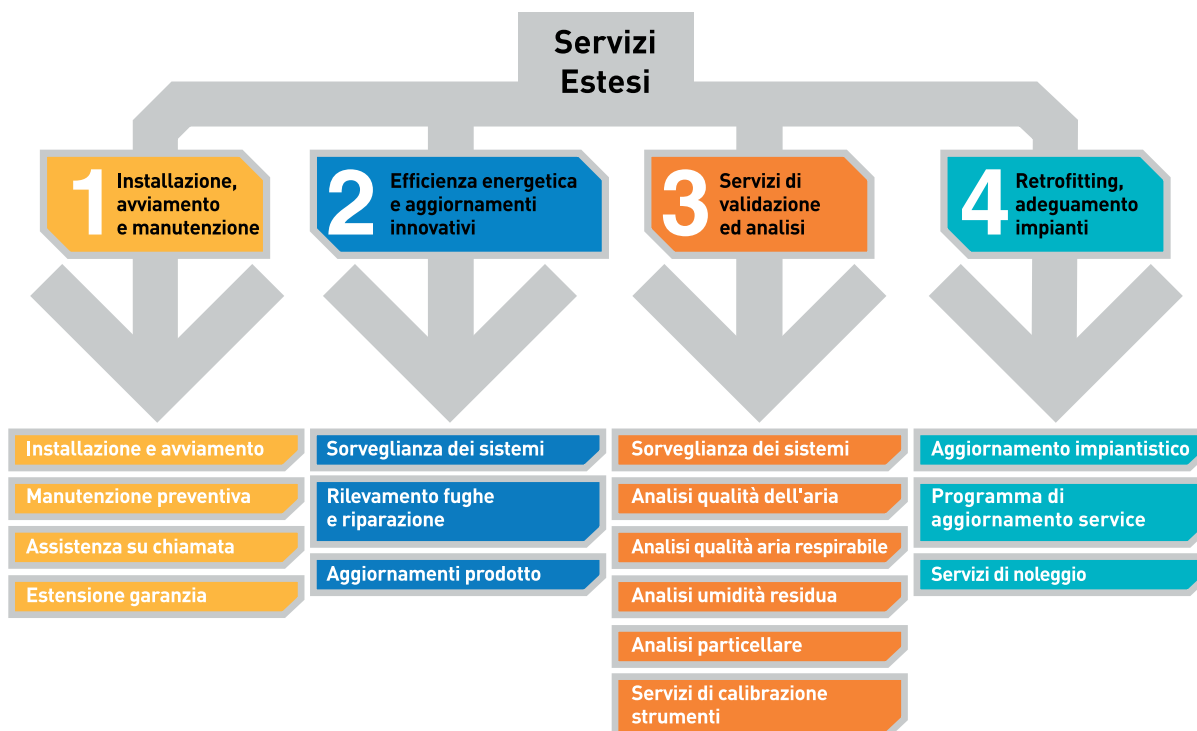 Servizi
Estesi
1
Installazione,
avviamento
e manutenzione
2
Efficienza energetica
e aggiornamenti
innovativi
3
Servizi di
validazione
ed analisi
4
Retrofitting,
adeguamento
impianti
Installazione e avviamento
Manutenzione preventiva
Assistenza su chiamata
Estensione garanzia
Sorveglianza dei sistemi
Rilevamento fughe
e riparazione
Aggiornamenti prodotto
Sorveglianza dei sistemi
Analisi qualità dell'aria
Analisi qualità aria respirabile
Analisi umidità residua
Analisi particellare
Servizi di calibrazione
strumenti
Aggiornamento impiantistico
Programma di
aggiornamento service
Servizi di noleggio